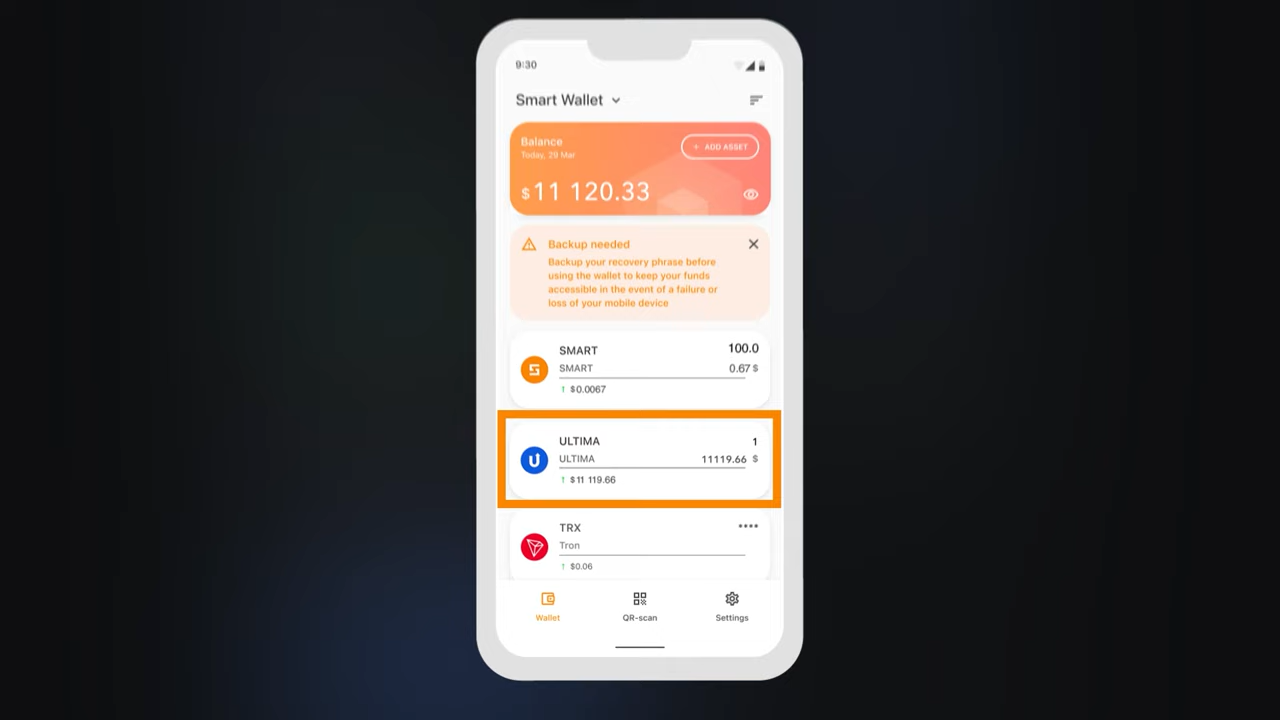 9:30
Smart Wallet
Balance
Today, 29 Mar
+ ADD ASSET
$11 120.33
Backup needed
Backup your recovery phrase before
using the wallet to keep your funds
accessible in the event of a failure or
loss of your mobile device
SMART 100.0
SMART 0.67 $
↑ $0.0067
ULTIMA 1
ULTIMA 11119.66 $
↑ $11 119.66
TRX ****
Tron
↑ $0.06
Wallet QR-scan Settings